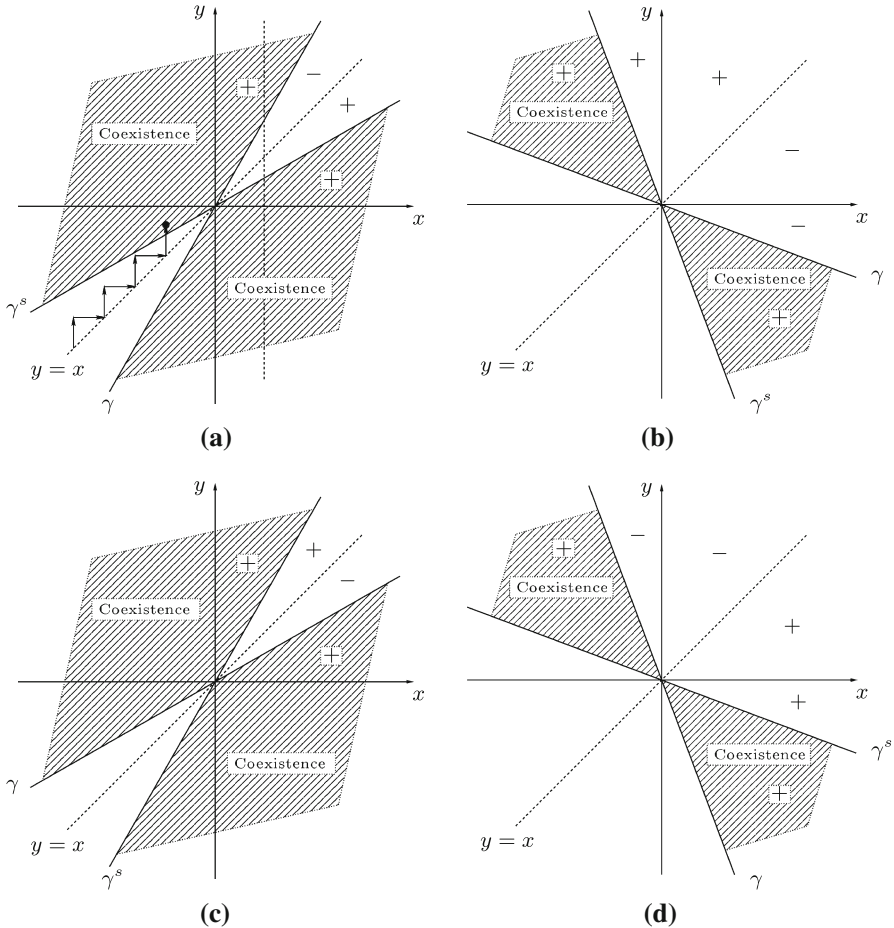 y
−
+
+
Coexistence
+
x
Coexistence
γ^s
y = x
γ
(a)
y
+
+
+
Coexistence
−
x
−
Coexistence
γ
+
γ^s
(b)
y
+
+
−
Coexistence
+
x
Coexistence
γ
y = x
γ^s
(c)
y
−
+
−
Coexistence
+
x
+
Coexistence
γ^s
+
γ
(d)